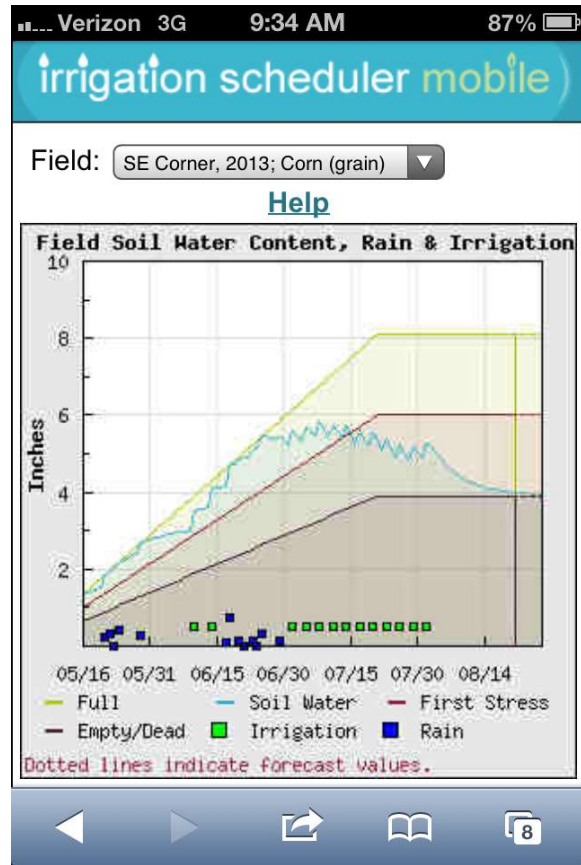 Verizon 3G 9:34 AM 87%
irrigation scheduler mobile
Field: SE Corner, 2013; Corn (grain)
Help
Field Soil Water Content, Rain & Irrigation
10
8
6
4
2
Inches
05/16 05/31 06/15 06/30 07/15 07/30 08/14
Full Soil Water First Stress
Empty/Dead Irrigation Rain
Dotted lines indicate forecast values.
8